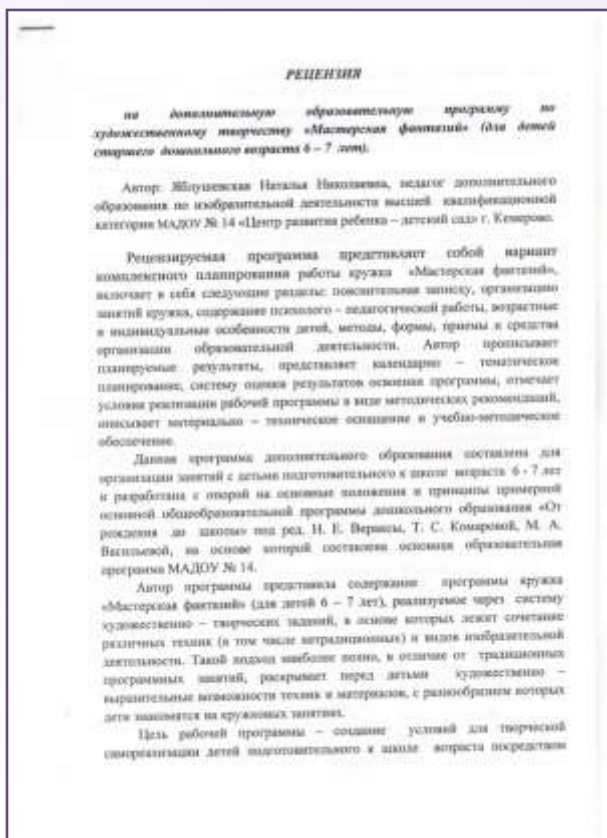 РЕЦЕНЗИЯ
на дополнительную образовательную программу по
художественному творчеству «Мастерская фантазий» (для детей
старшего дошкольного возраста 6 – 7 лет).
Автор: Яблушевская Наталья Николаевна, педагог дополнительного
образования по изобразительной деятельности высшей квалификационной
категории МАДОУ № 14 «Центр развития ребенка – детский сад» г. Кемерово.
Рецензируемая программа представляет собой вариант
комплексного планирования работы кружка «Мастерская фантазий»,
включает в себя следующие разделы: пояснительная записку, организацию
занятий кружка, содержание психолого – педагогической работы, возрастные
и индивидуальные особенности детей, методы, формы, приемы и средства
организации образовательной деятельности. Автор прописывает
планируемые результаты, представляет календарно – тематическое
планирование, систему оценки результатов освоения программы, отмечает
условия реализации рабочей программы в виде методических рекомендаций,
описывает материально – техническое оснащение и учебно-методическое
обеспечение.
Данная программа дополнительного образования составлена для
организации занятий с детьми подготовительного к школе возраста 6 - 7 лет
и разработана с опорой на основные положения и принципы примерной
основной общеобразовательной программы дошкольного образования «От
рождения до школы» под ред. Н. Е. Вераксы, Т. С. Комаровой, М. А.
Васильевой, на основе которой составлена основная образовательная
программа МАДОУ № 14.
Автор программы представила содержание программы кружка
«Мастерская фантазий» (для детей 6 – 7 лет), реализуемое через систему
художественно – творческих заданий, в основе которых лежит сочетание
различных техник (в том числе нетрадиционных) и видов изобразительной
деятельности. Такой подход наиболее полно, в отличие от традиционных
программных занятий, раскрывает перед детьми художественно –
выразительные возможности техник и материалов, с разнообразием которых
дети знакомятся на кружковых занятиях.
Цель рабочей программы – создание условий для творческой
самореализации детей подготовительного к школе возраста посредством